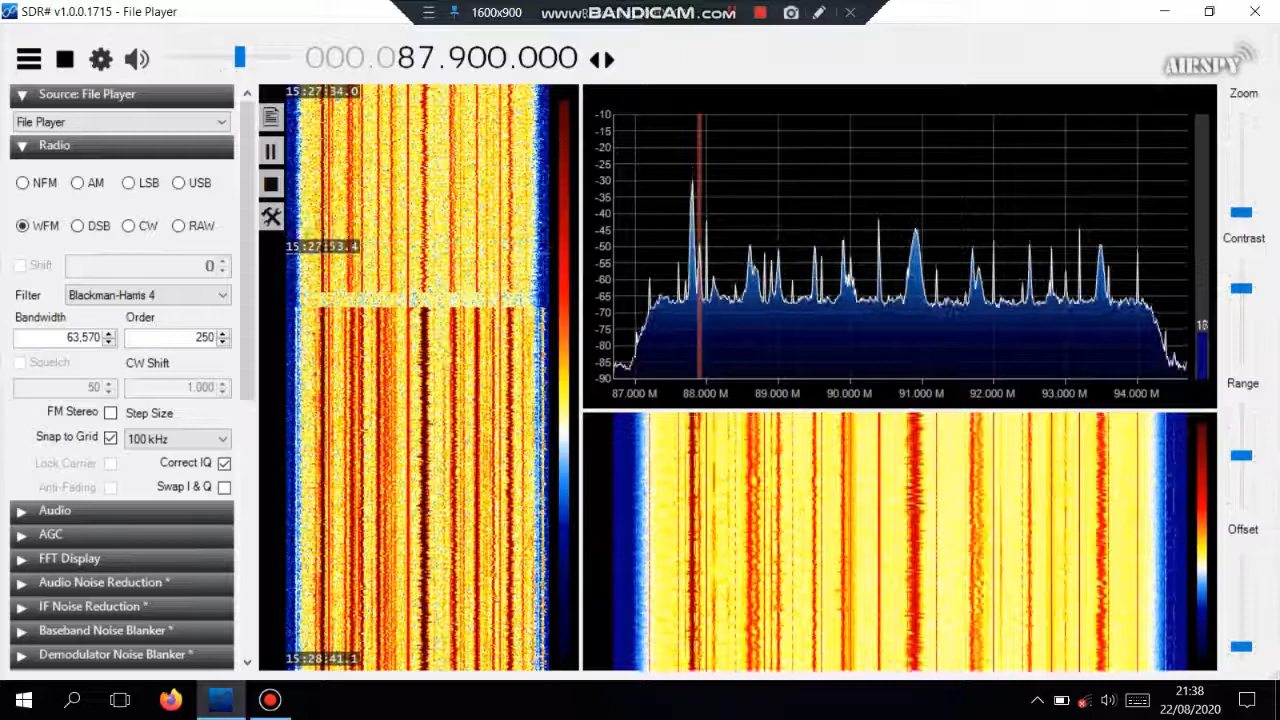 SDR# v1.0.0.1715 - File Player
1600x900
www.BANDICAM.com
000.087.900.000
AIRSPY
Source: File Player
File Player
Radio
NFM AM LSB USB
WFM DSB CW RAW
Shift 0
Filter Blackman-Harris 4
Bandwidth Order
63,570 250
Squelch CW Shift
50 1.000
FM Stereo Step Size
Snap to Grid 100 kHz
Lock Carrier Correct IQ
Anti-Fading Swap I & Q
Audio
AGC
FFT Display
Audio Noise Reduction *
IF Noise Reduction *
Baseband Noise Blanker *
Demodulator Noise Blanker *
15:27:34.0
15:27:53.4
15:28:41.1
-10
-15
-20
-25
-30
-35
-40
-45
-50
-55
-60
-65
-70
-75
-80
-85
-90
87.000 M 88.000 M 89.000 M 90.000 M 91.000 M 92.000 M 93.000 M 94.000 M
Zoom
Contrast
Range
Offset
21:38
22/08/2020